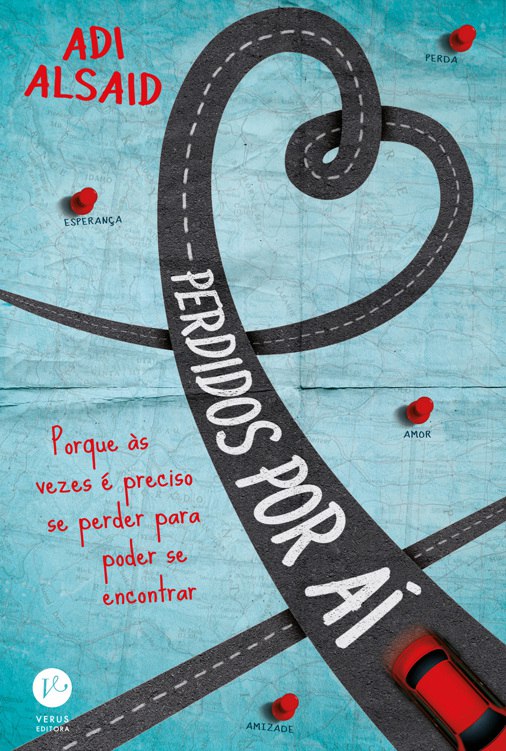 ADI
ALSAID
PERDA
ESPERANÇA
PERDIDOS POR AÍ
AMOR
Porque às
vezes é preciso
se perder para
poder se
encontrar
VERUS
EDITORA
AMIZADE